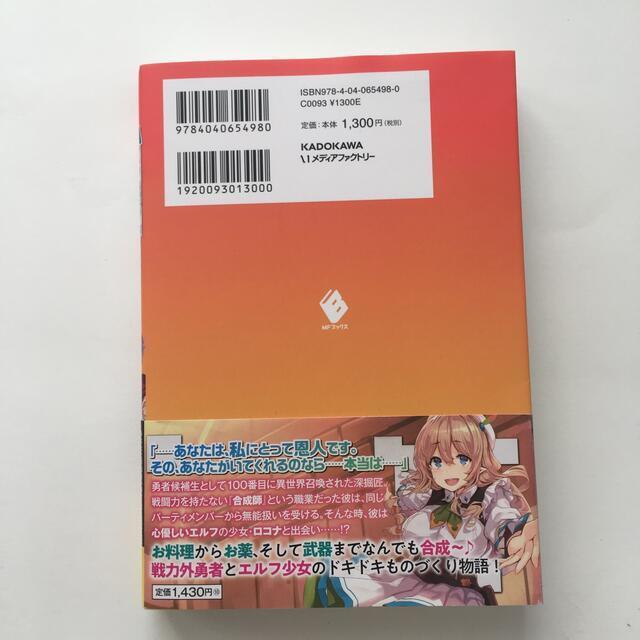 ISBN978-4-04-065498-0
C0093 ¥1300E
定価：本体 1,300円(税別)
KADOKAWA
メディアファクトリー
9784040654980
1920093013000
MFブックス
「……あなたは、私にとって恩人です。
その、あなたがいてくれるのなら……本当は……」
勇者候補生として100番目に異世界召喚された深掘匠。
戦闘力を持たない「合成師」という職業だった彼は、同じ
パーティメンバーから無能扱いを受ける。そんな時、彼は
心優しいエルフの少女・ロコナと出会い……!?
お料理からお薬、そして武器までなんでも合成～♪
戦力外勇者とエルフ少女のドキドキものづくり物語！
定価1,430円⑩